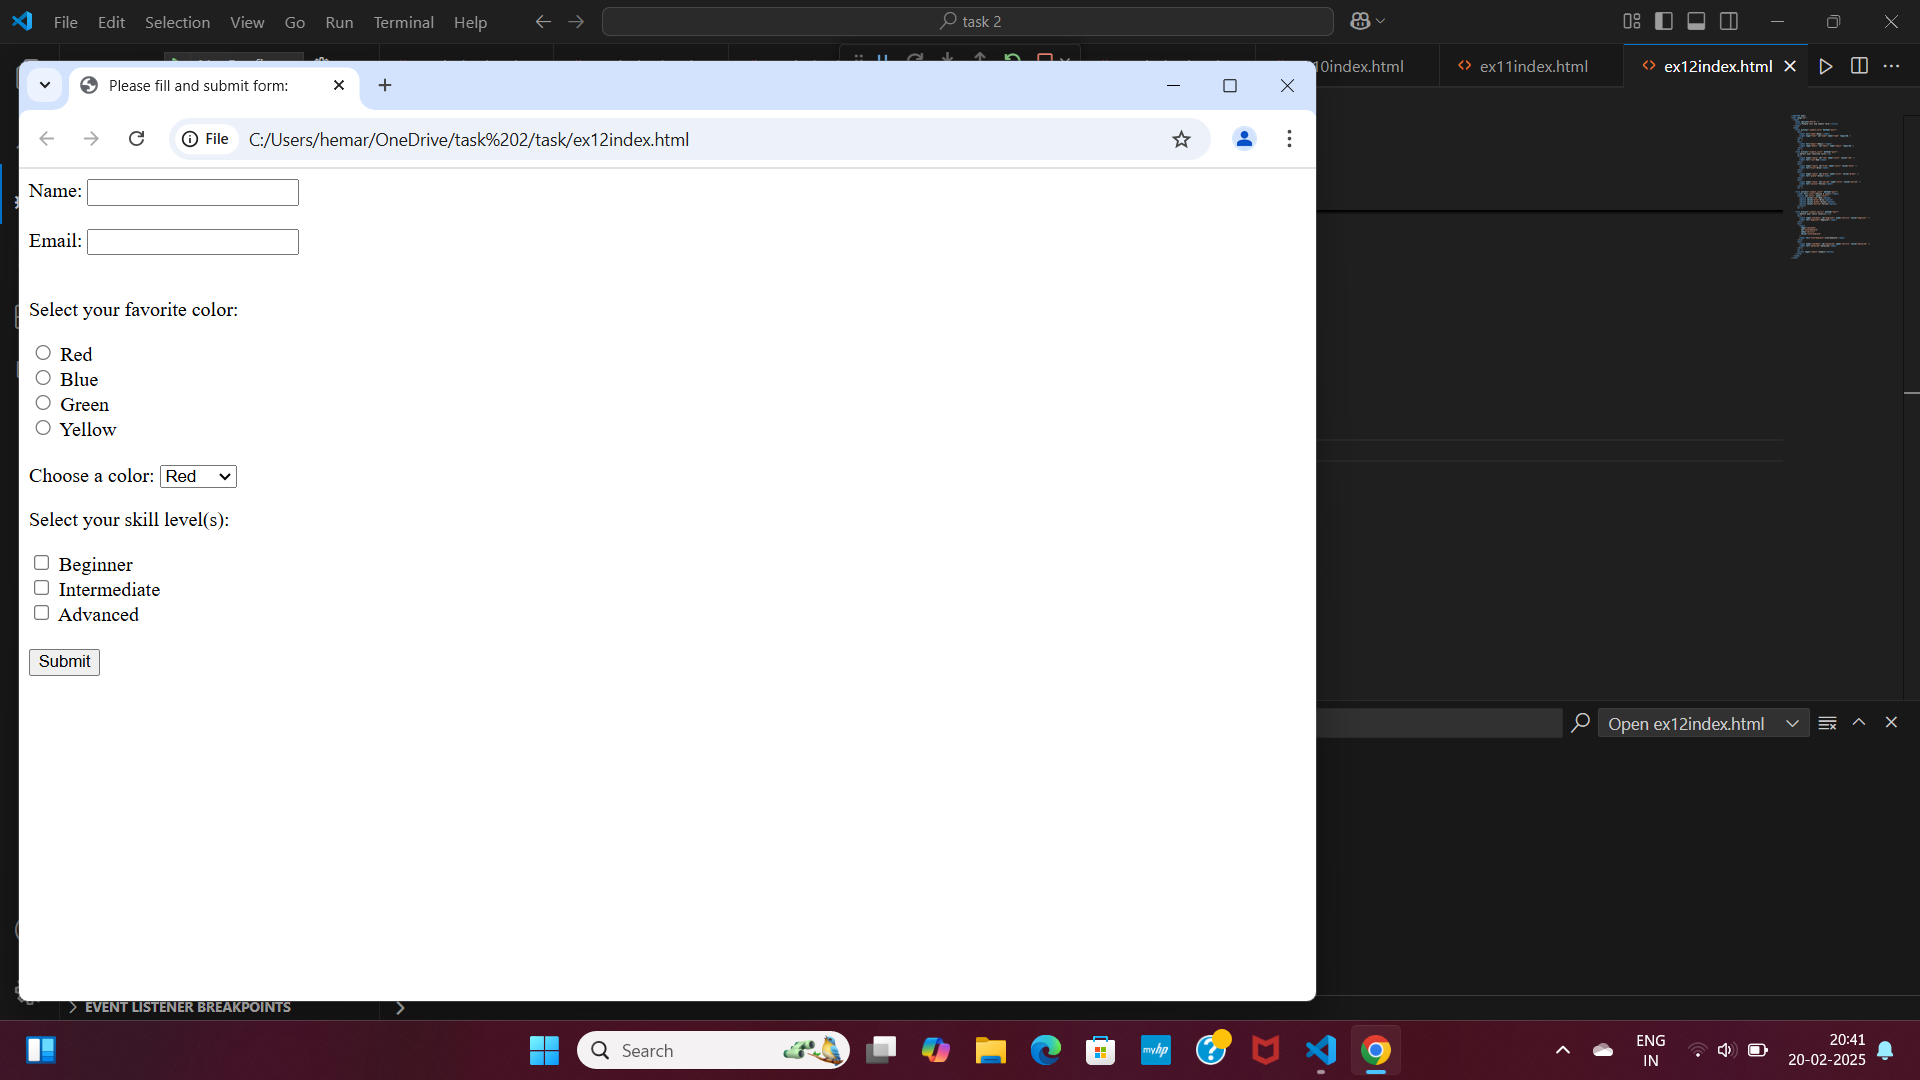 File Edit Selection View Go Run Terminal Help
task 2
10index.html
ex11index.html
ex12index.html
Please fill and submit form:
File
C:/Users/hemar/OneDrive/task%202/task/ex12index.html
Name:
Email:
Select your favorite color:
Red
Blue
Green
Yellow
Choose a color: Red
Select your skill level(s):
Beginner
Intermediate
Advanced
Submit
Open ex12index.html
EVENT LISTENER BREAKPOINTS
Search
myhp
ENG
IN
20:41
20-02-2025